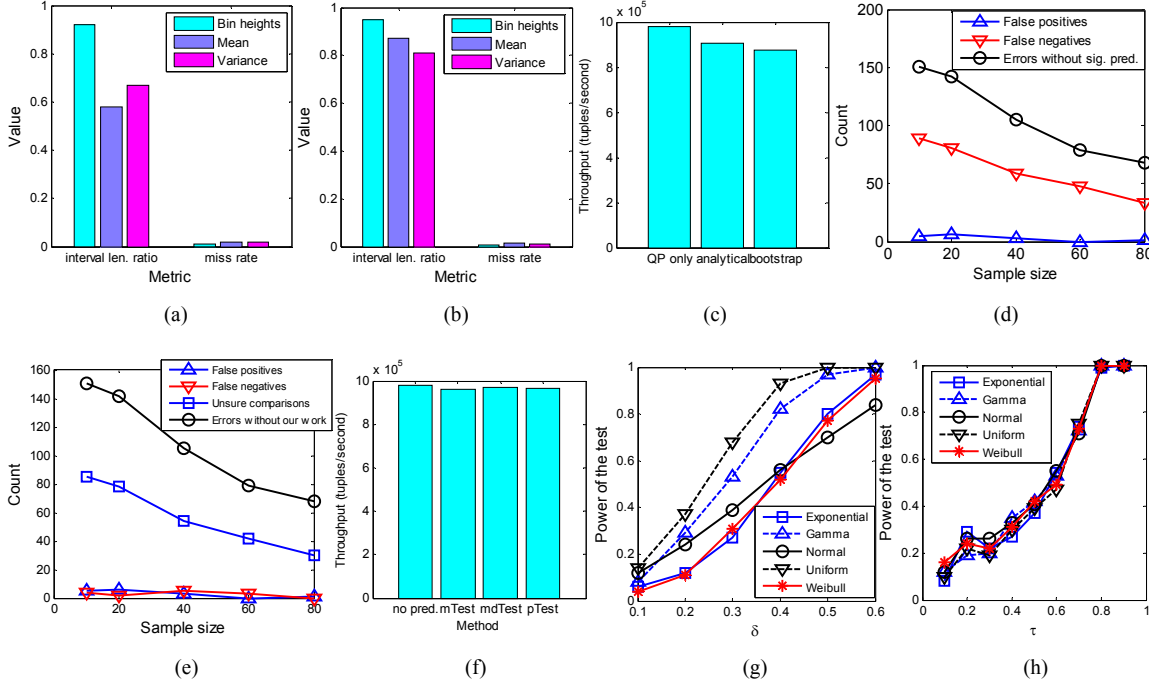 1
0.8
0.6
0.4
0.2
0
Value
Bin heights
Mean
Variance
interval len. ratio
miss rate
Metric
(a)
1
0.8
0.6
0.4
0.2
0
Value
Bin heights
Mean
Variance
interval len. ratio
miss rate
Metric
(b)
10 x 10^5
8
6
4
2
0
Throughput (tuples/second)
QP only analyticalbootstrap
(c)
200
150
100
50
0
Count
False positives
False negatives
Errors without sig. pred.
0 20 40 60 80
Sample size
(d)
160
140
120
100
80
60
40
20
0
Count
False positives
False negatives
Unsure comparisons
Errors without our work
0 20 40 60 80
Sample size
(e)
10 x 10^5
8
6
4
2
0
Throughput (tuples/second)
no pred. mTest mdTest pTest
Method
(f)
1
0.8
0.6
0.4
0.2
0
Power of the test
Exponential
Gamma
Normal
Uniform
Weibull
0.1 0.2 0.3 0.4 0.5 0.6
δ
(g)
1
0.8
0.6
0.4
0.2
0
Power of the test
Exponential
Gamma
Normal
Uniform
Weibull
0 0.2 0.4 0.6 0.8 1
τ
(h)